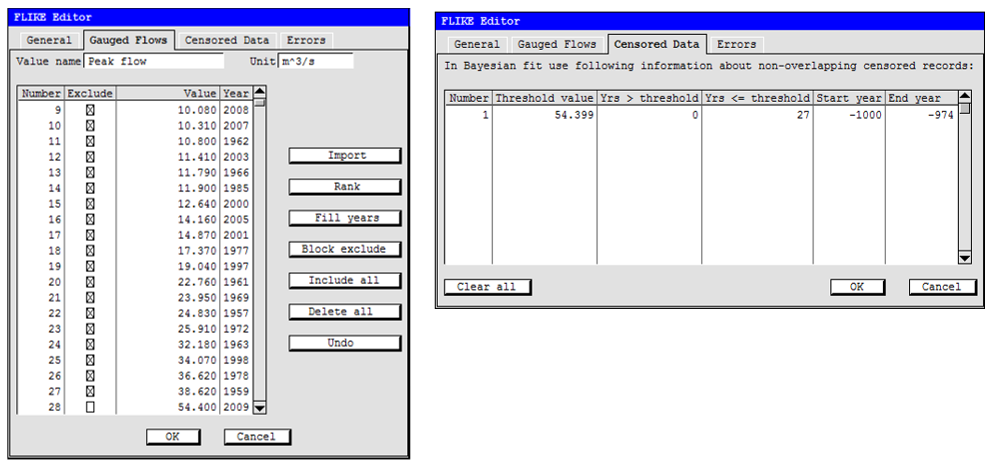 FLIKE Editor
General Gauged Flows Censored Data Errors
Value name Peak flow Unit m^3/s
Number Exclude Value Year
9 10.080 2008
10 10.310 2007
11 10.800 1962
12 11.410 2003
13 11.790 1966
14 11.900 1985
15 12.640 2000
16 14.160 2005
17 14.870 2001
18 17.370 1977
19 19.040 1997
20 22.760 1961
21 23.950 1969
22 24.830 1957
23 25.910 1972
24 32.180 1963
25 34.070 1998
26 36.620 1978
27 38.620 1959
28 54.400 2009
Import
Rank
Fill years
Block exclude
Include all
Delete all
Undo
OK Cancel
FLIKE Editor
General Gauged Flows Censored Data Errors
In Bayesian fit use following information about non-overlapping censored records:
Number Threshold value Yrs > threshold Yrs <= threshold Start year End year
1 54.399 0 27 -1000 -974
Clear all OK Cancel